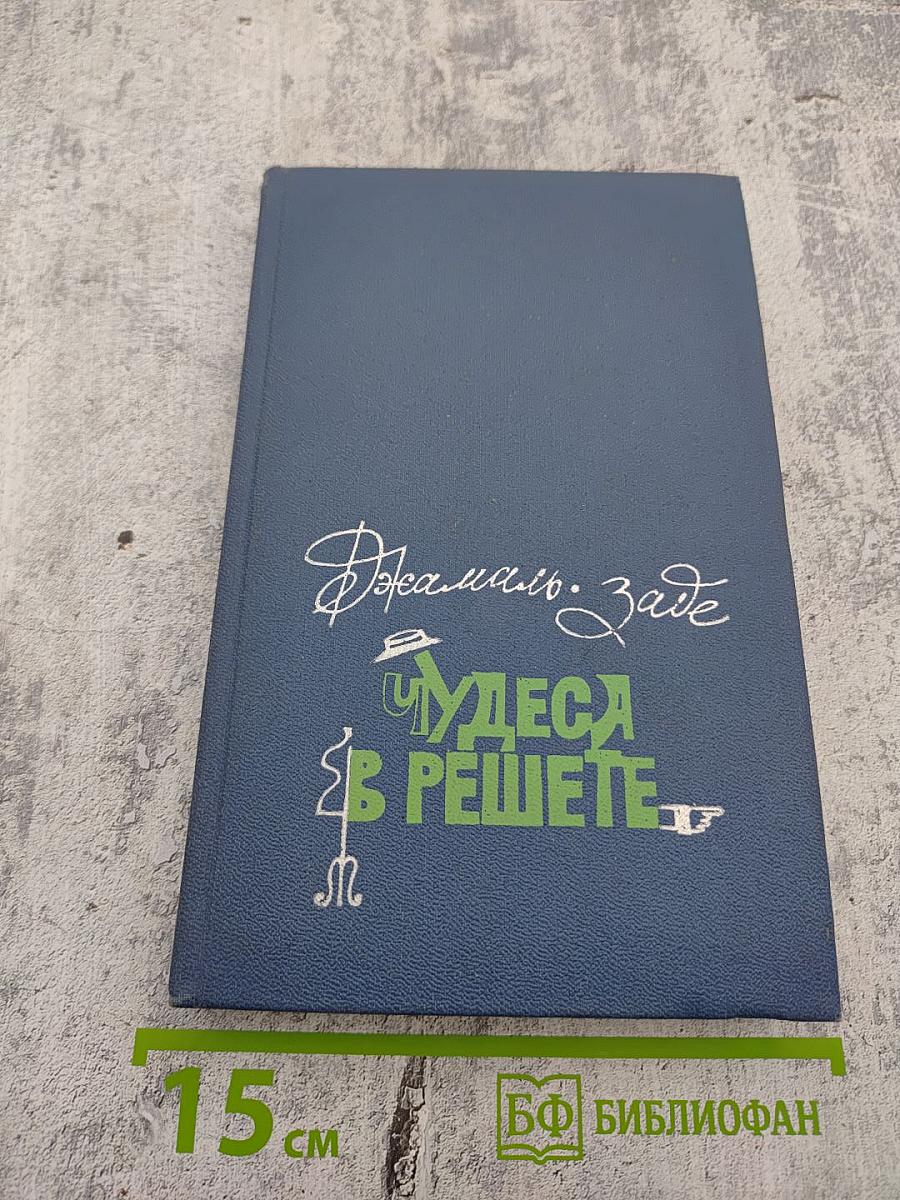 Джамаль·заде
ЧУДЕСА
В РЕШЕТЕ
15 см
БФ БИБЛИОФАН